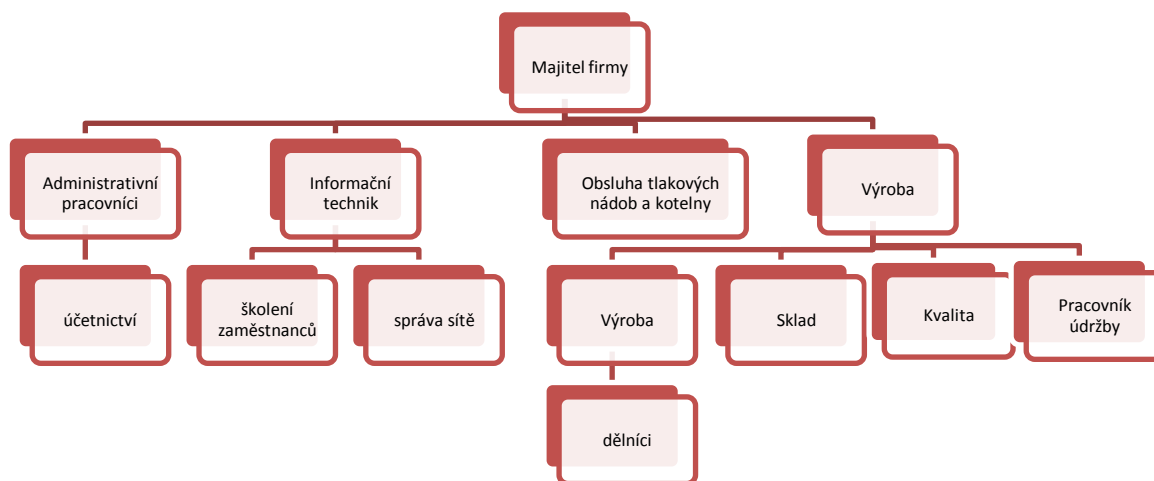 Majitel firmy
Administrativní
pracovníci
Informační
technik
Obsluha tlakových
nádob a kotelny
Výroba
účetnictví
školení
zaměstnanců
správa sítě
Výroba
Sklad
Kvalita
Pracovník
údržby
dělníci